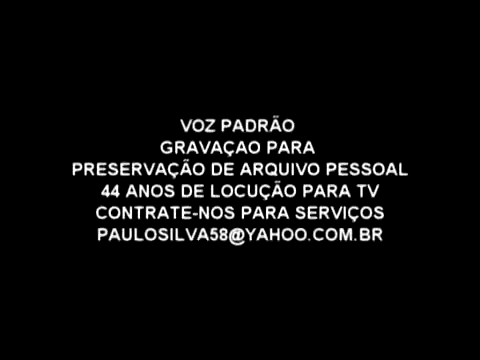 VOZ PADRÃO
GRAVAÇAO PARA
PRESERVAÇÃO DE ARQUIVO PESSOAL
44 ANOS DE LOCUÇÃO PARA TV
CONTRATE-NOS PARA SERVIÇOS
PAULOSILVA58@YAHOO.COM.BR